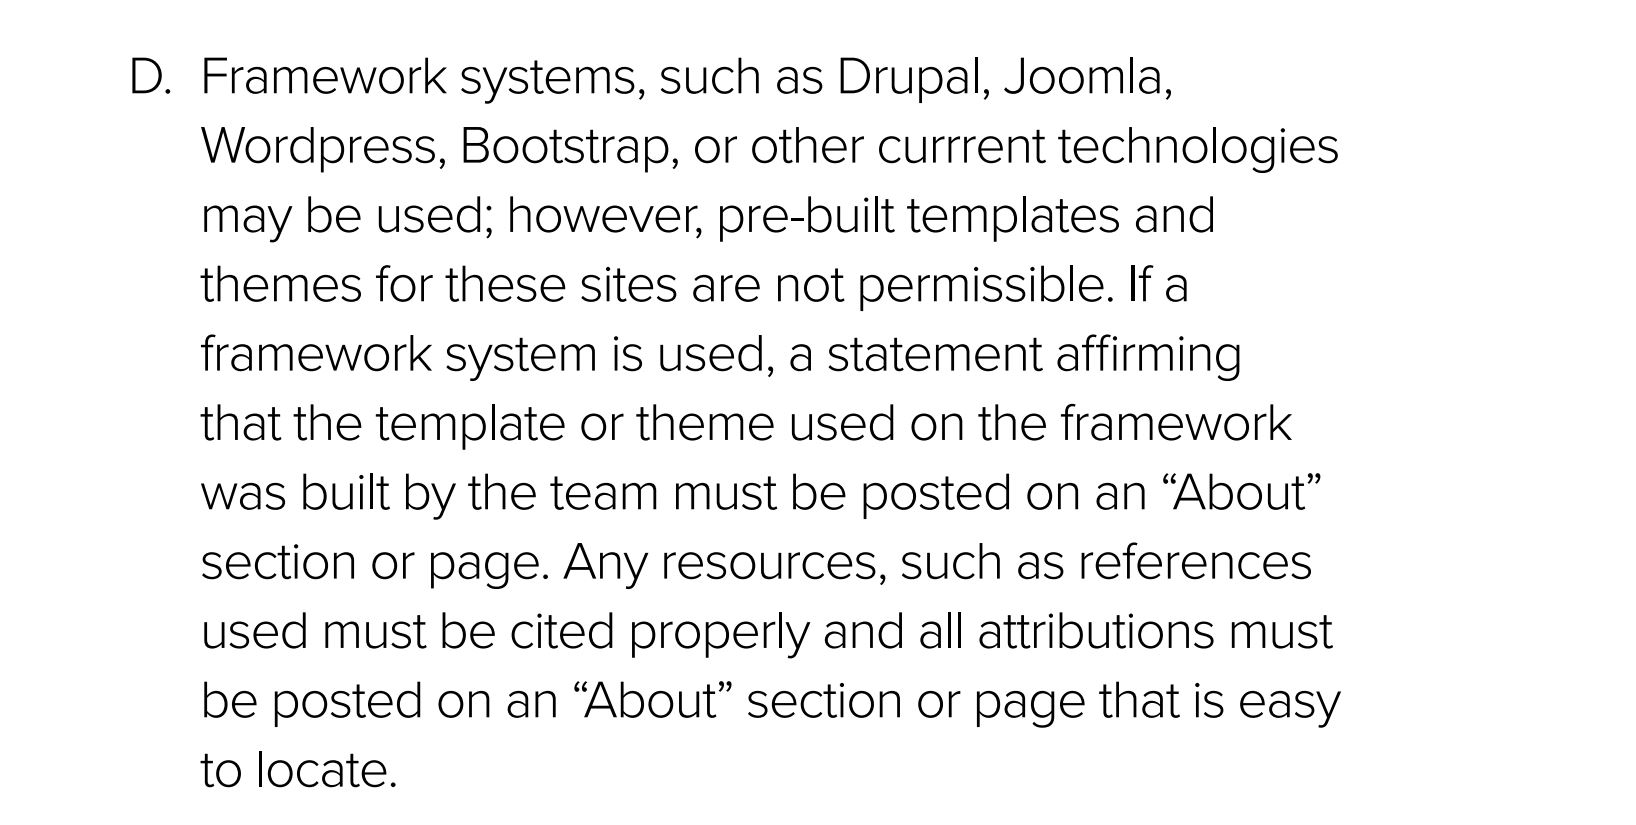 D. Framework systems, such as Drupal, Joomla,
Wordpress, Bootstrap, or other currrent technologies
may be used; however, pre-built templates and
themes for these sites are not permissible. If a
framework system is used, a statement affirming
that the template or theme used on the framework
was built by the team must be posted on an “About”
section or page. Any resources, such as references
used must be cited properly and all attributions must
be posted on an “About” section or page that is easy
to locate.